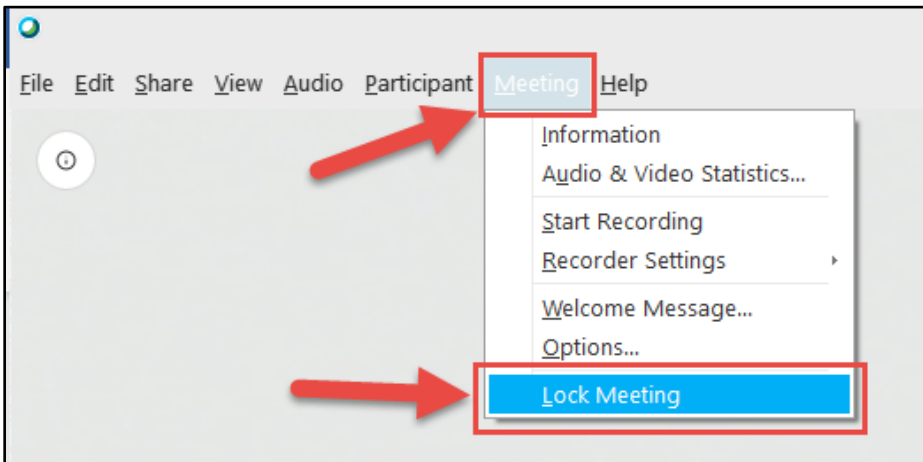 File Edit Share View Audio Participant Meeting Help
Information
Audio & Video Statistics...
Start Recording
Recorder Settings
Welcome Message...
Options...
Lock Meeting